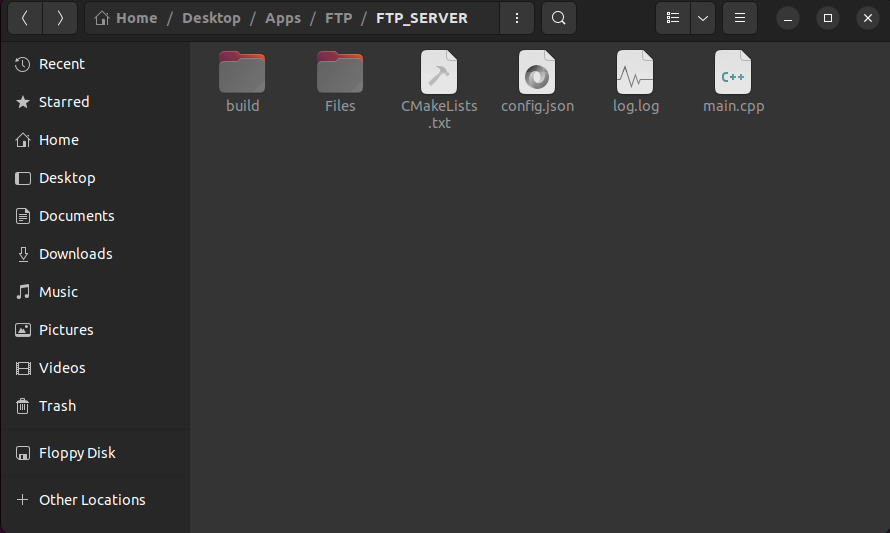 Home / Desktop / Apps / FTP / FTP_SERVER
Recent
Starred
Home
Desktop
Documents
Downloads
Music
Pictures
Videos
Trash
Floppy Disk
Other Locations
build
Files
CMakeLists
.txt
config.json
log.log
C++
main.cpp